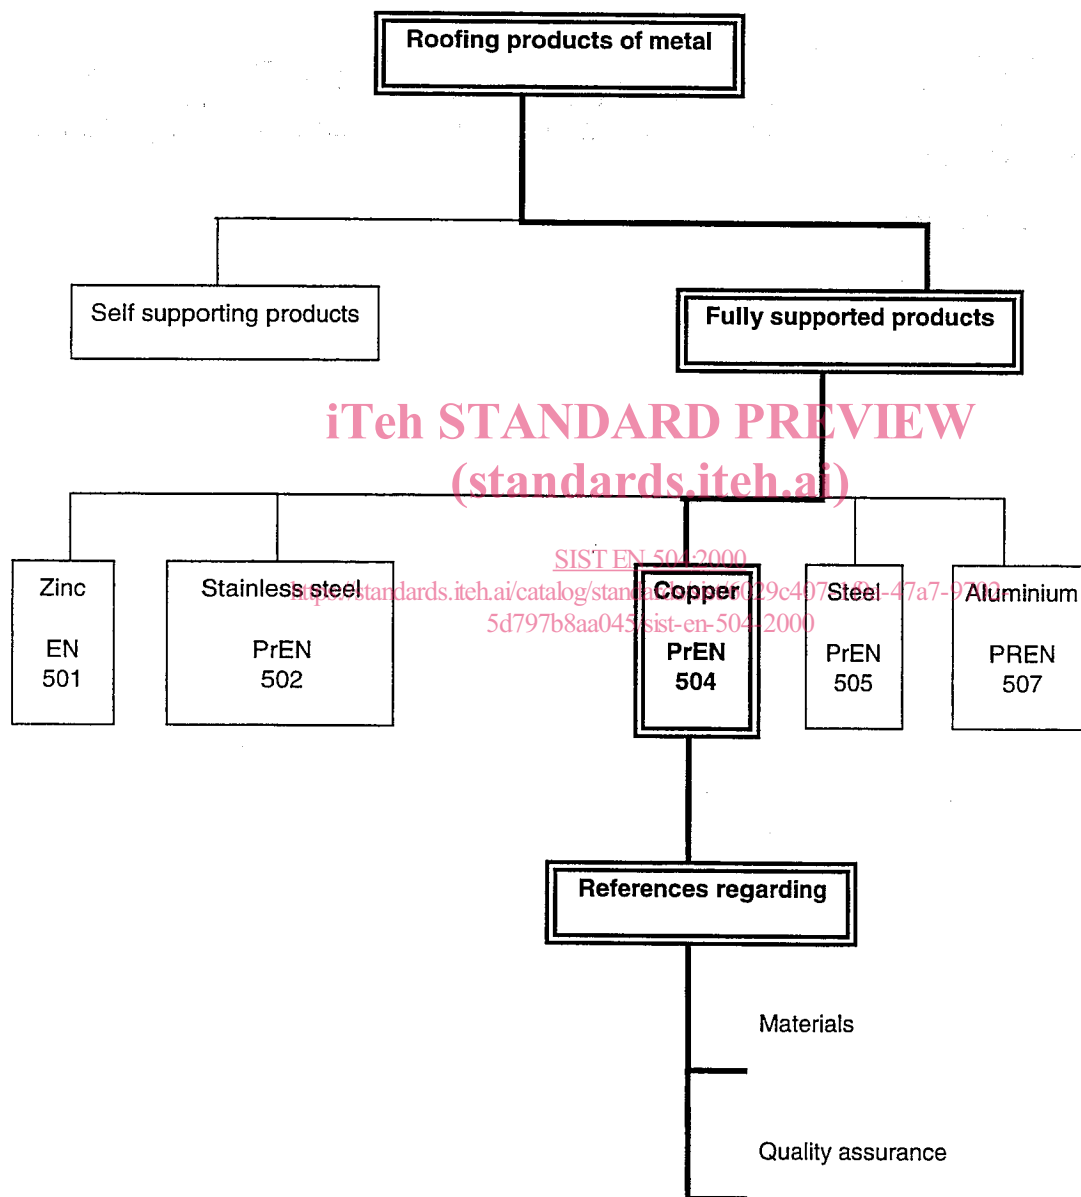 Roofing products of metal
Self supporting products
Fully supported products
iTeh STANDARD PREVIEW
(standards.iteh.ai)
SIST EN 504:2000
5d797b8aa045/sist-en-504-2000
Zinc
EN
501
Stainless steel
PrEN
502
Copper
PrEN
504
Steel
PrEN
505
Aluminium
PREN
507
References regarding
Materials
Quality assurance